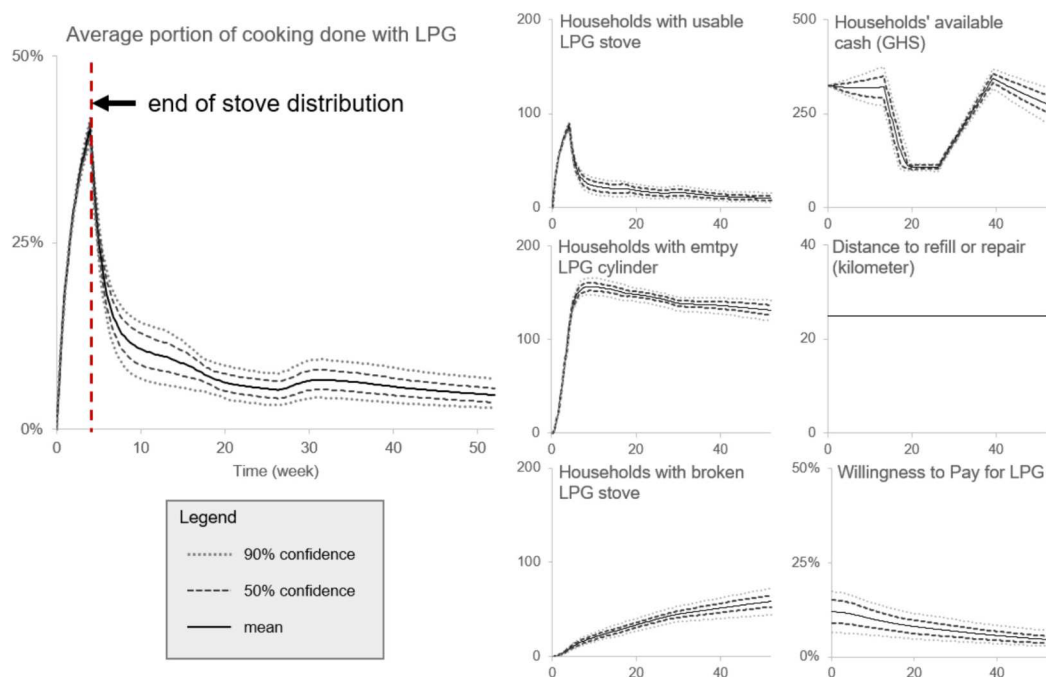 Average portion of cooking done with LPG
50%
25%
0%
end of stove distribution
0
10
20
30
40
50
Time (week)
Legend
90% confidence
50% confidence
mean
Households with usable
LPG stove
200
100
0
0
20
40
Households' available
cash (GHS)
500
250
0
0
20
40
Households with emtpy
LPG cylinder
200
100
0
0
20
40
Distance to refill or repair
(kilometer)
40
20
0
0
20
40
Households with broken
LPG stove
200
100
0
0
20
40
Willingness to Pay for LPG
50%
25%
0%
0
20
40